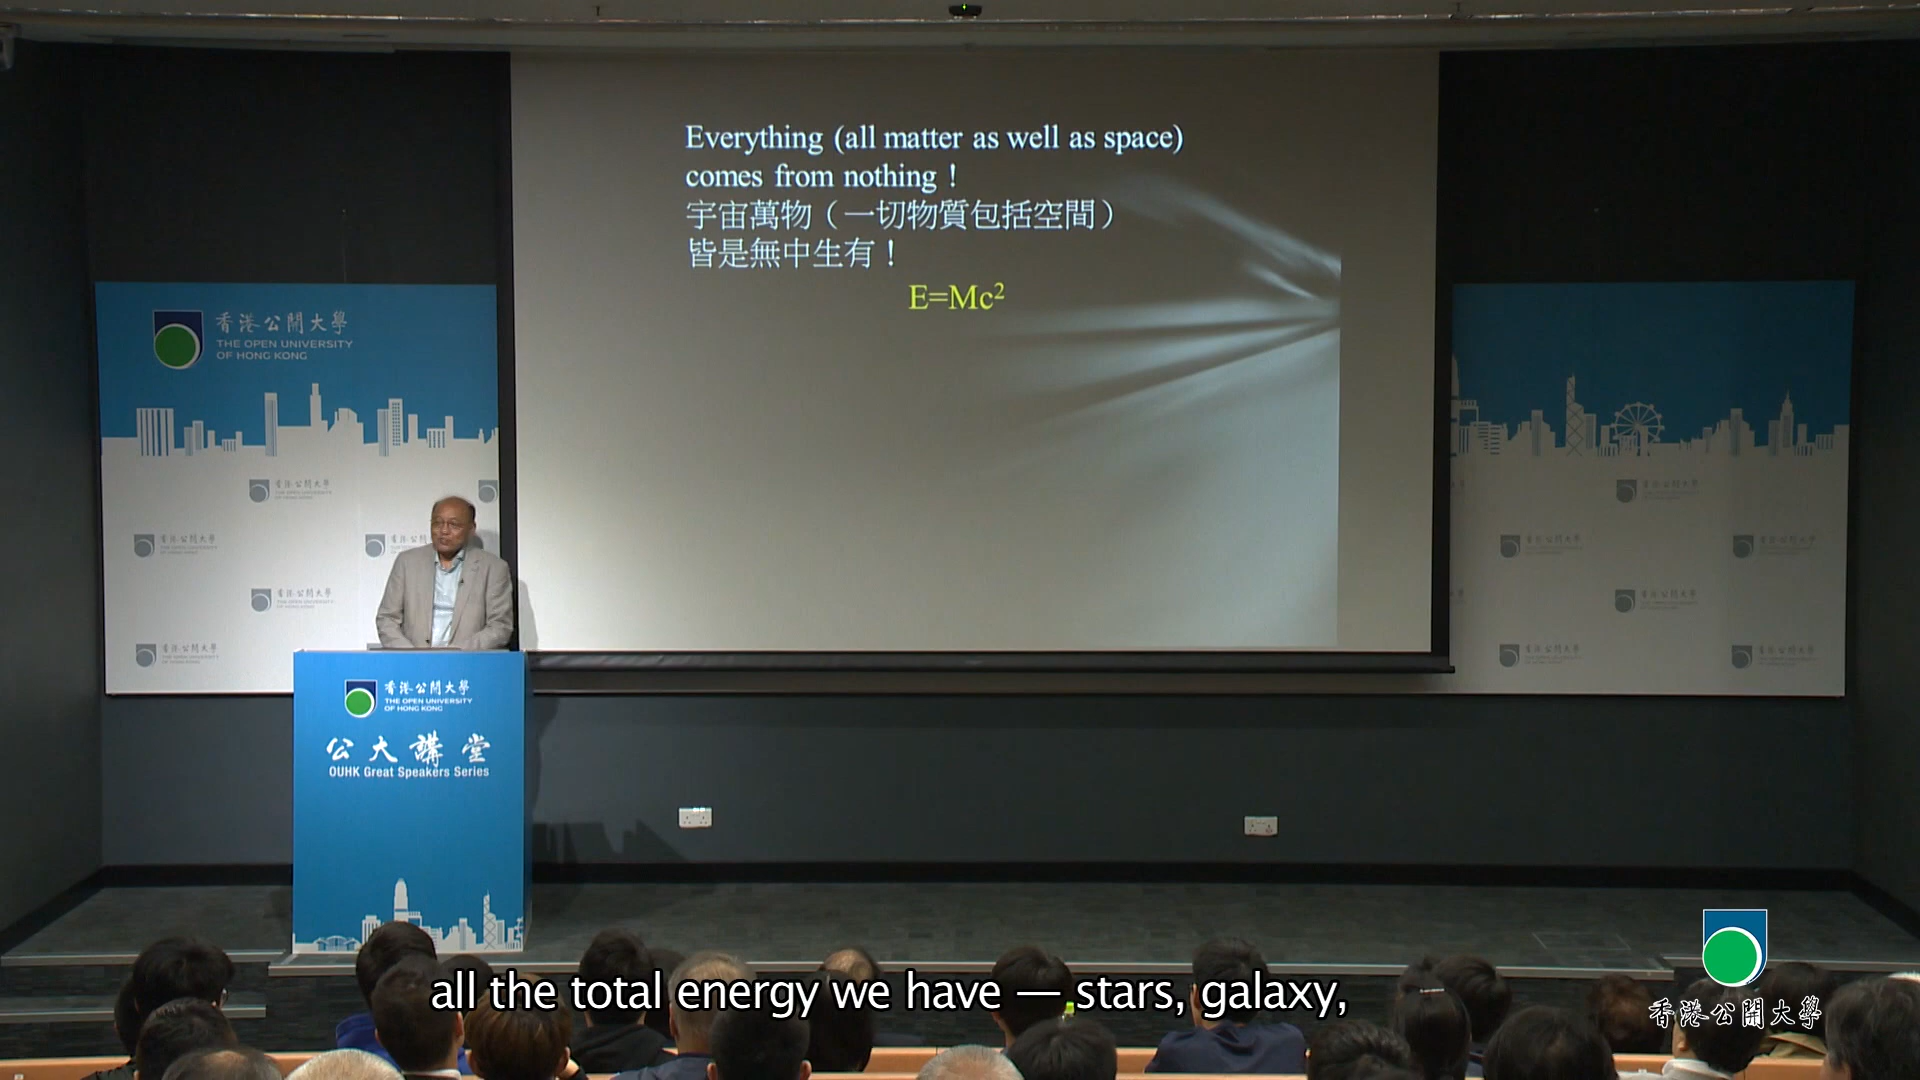 Everything (all matter as well as space)
comes from nothing !
宇宙萬物（一切物質包括空間）
皆是無中生有！
E=Mc²
香港公開大學
THE OPEN UNIVERSITY
OF HONG KONG
香港公開大學
THE OPEN UNIVERSITY
OF HONG KONG
公大講堂
OUHK Great Speakers Series
all the total energy we have — stars, galaxy,
香港公開大學